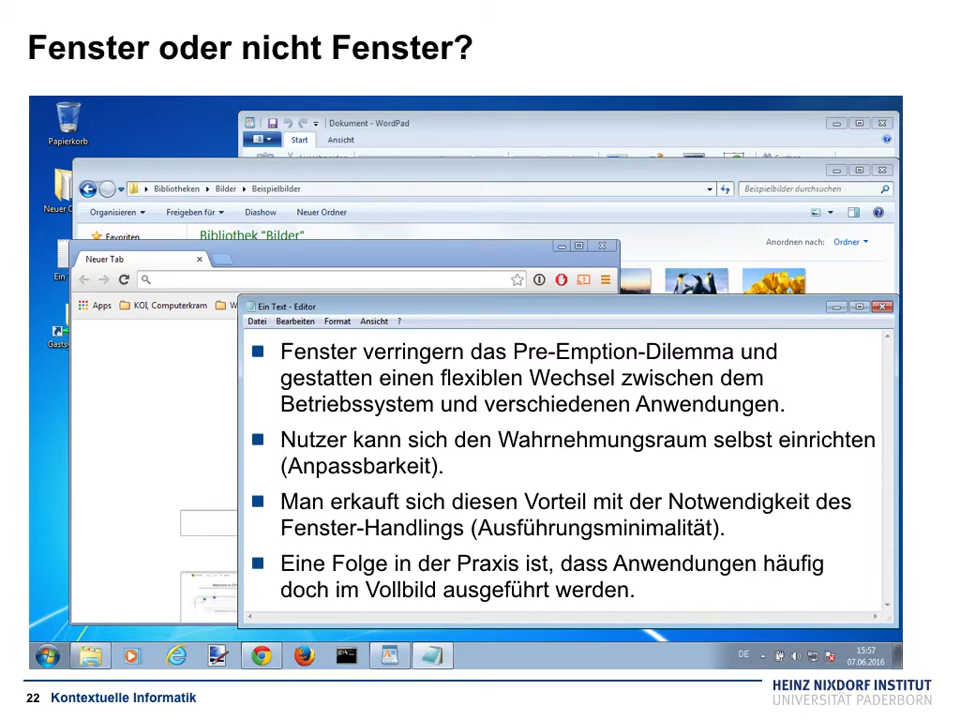 Fenster oder nicht Fenster?
Papierkorb
Dokument - WordPad
Start Ansicht
Bibliotheken Bilder Beispielbilder
Beispielbilder durchsuchen
Neuer
Organisieren Freigeben für Diashow Neuer Ordner
Favoriten
Bibliothek "Bilder"
Anordnen nach: Ordner
Neuer Tab
Ein
Apps KOI, Computerkram W
Gastsp
Ein Text - Editor
Datei Bearbeiten Format Ansicht ?
Fenster verringern das Pre-Emption-Dilemma und
gestatten einen flexiblen Wechsel zwischen dem
Betriebssystem und verschiedenen Anwendungen.
Nutzer kann sich den Wahrnehmungsraum selbst einrichten
(Anpassbarkeit).
Man erkauft sich diesen Vorteil mit der Notwendigkeit des
Fenster-Handlings (Ausführungsminimalität).
Eine Folge in der Praxis ist, dass Anwendungen häufig
doch im Vollbild ausgeführt werden.
DE
15:57
07.06.2016
22 Kontextuelle Informatik
HEINZ NIXDORF INSTITUT
UNIVERSITÄT PADERBORN